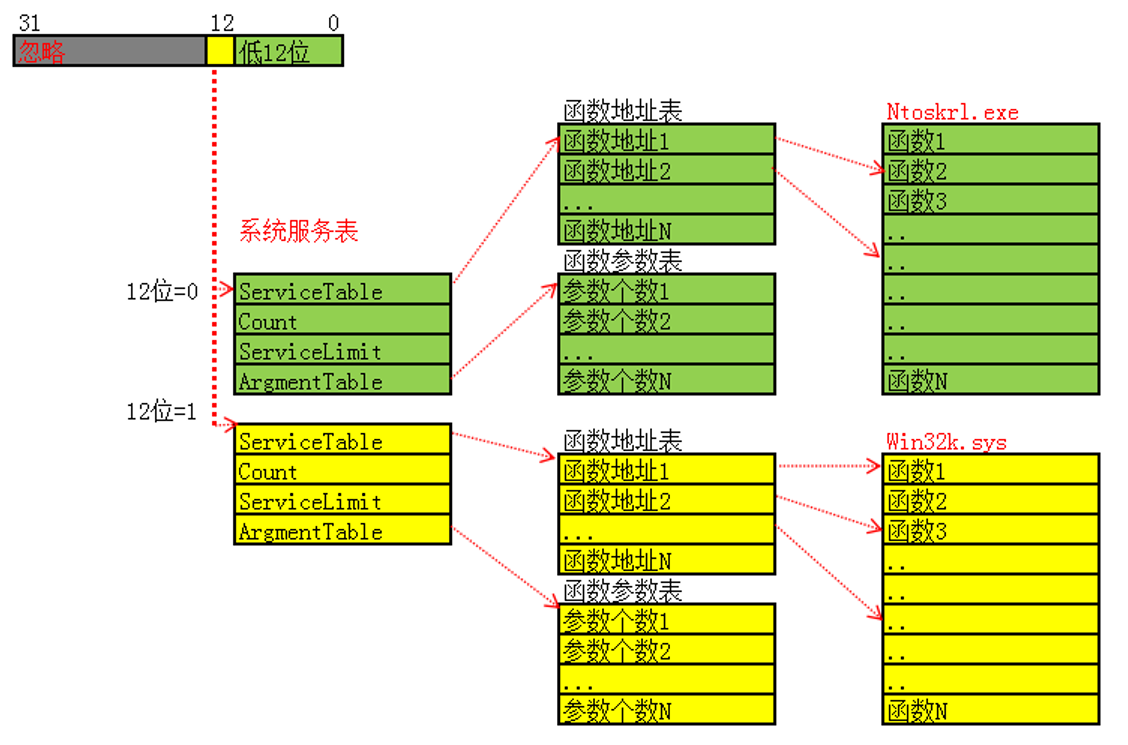 31 12 0
忽略 低12位
函数地址表
函数地址1
函数地址2
...
函数地址N
函数参数表
参数个数1
参数个数2
...
参数个数N
Ntoskrl.exe
函数1
函数2
函数3
..
..
..
..
..
函数N
系统服务表
12位=0
ServiceTable
Count
ServiceLimit
ArgmentTable
12位=1
ServiceTable
Count
ServiceLimit
ArgmentTable
函数地址表
函数地址1
函数地址2
...
函数地址N
函数参数表
参数个数1
参数个数2
...
参数个数N
Win32k.sys
函数1
函数2
函数3
..
..
..
..
..
函数N